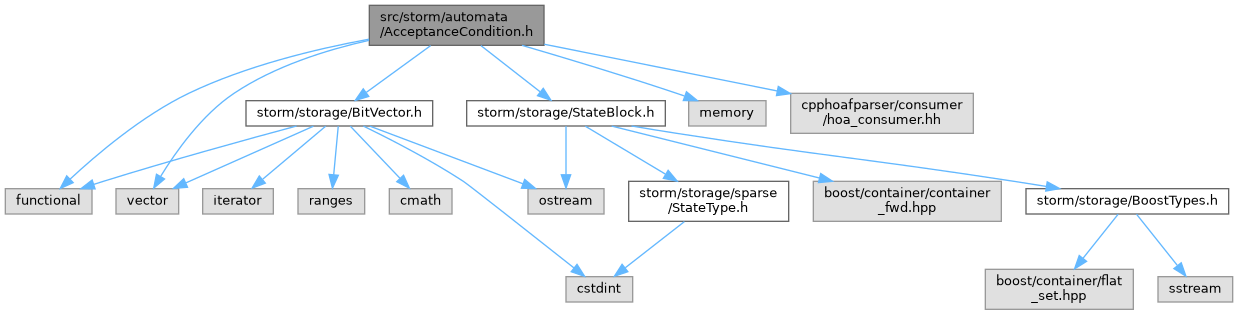 src/storm/automata
/AcceptanceCondition.h
storm/storage/BitVector.h
storm/storage/StateBlock.h
memory
cpphoafparser/consumer
/hoa_consumer.hh
functional
vector
iterator
ranges
cmath
ostream
storm/storage/sparse
/StateType.h
boost/container/container
_fwd.hpp
storm/storage/BoostTypes.h
cstdint
boost/container/flat
_set.hpp
sstream